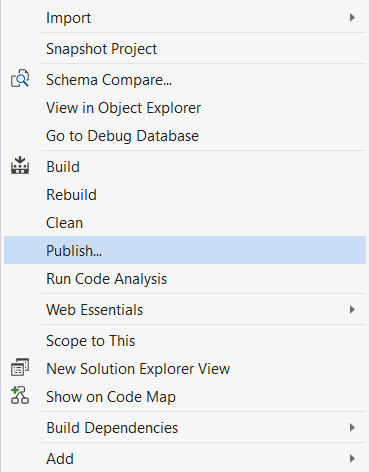 Import
Snapshot Project
Schema Compare...
View in Object Explorer
Go to Debug Database
Build
Rebuild
Clean
Publish...
Run Code Analysis
Web Essentials
Scope to This
New Solution Explorer View
Show on Code Map
Build Dependencies
Add